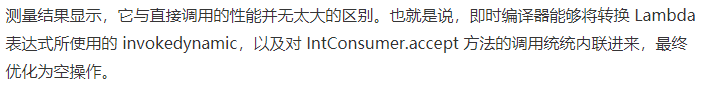 测量结果显示，它与直接调用的性能并无太大的区别。也就是说，即时编译器能够将转换 Lambda
表达式所使用的 invokedynamic，以及对 IntConsumer.accept 方法的调用统统内联进来，最终
优化为空操作。